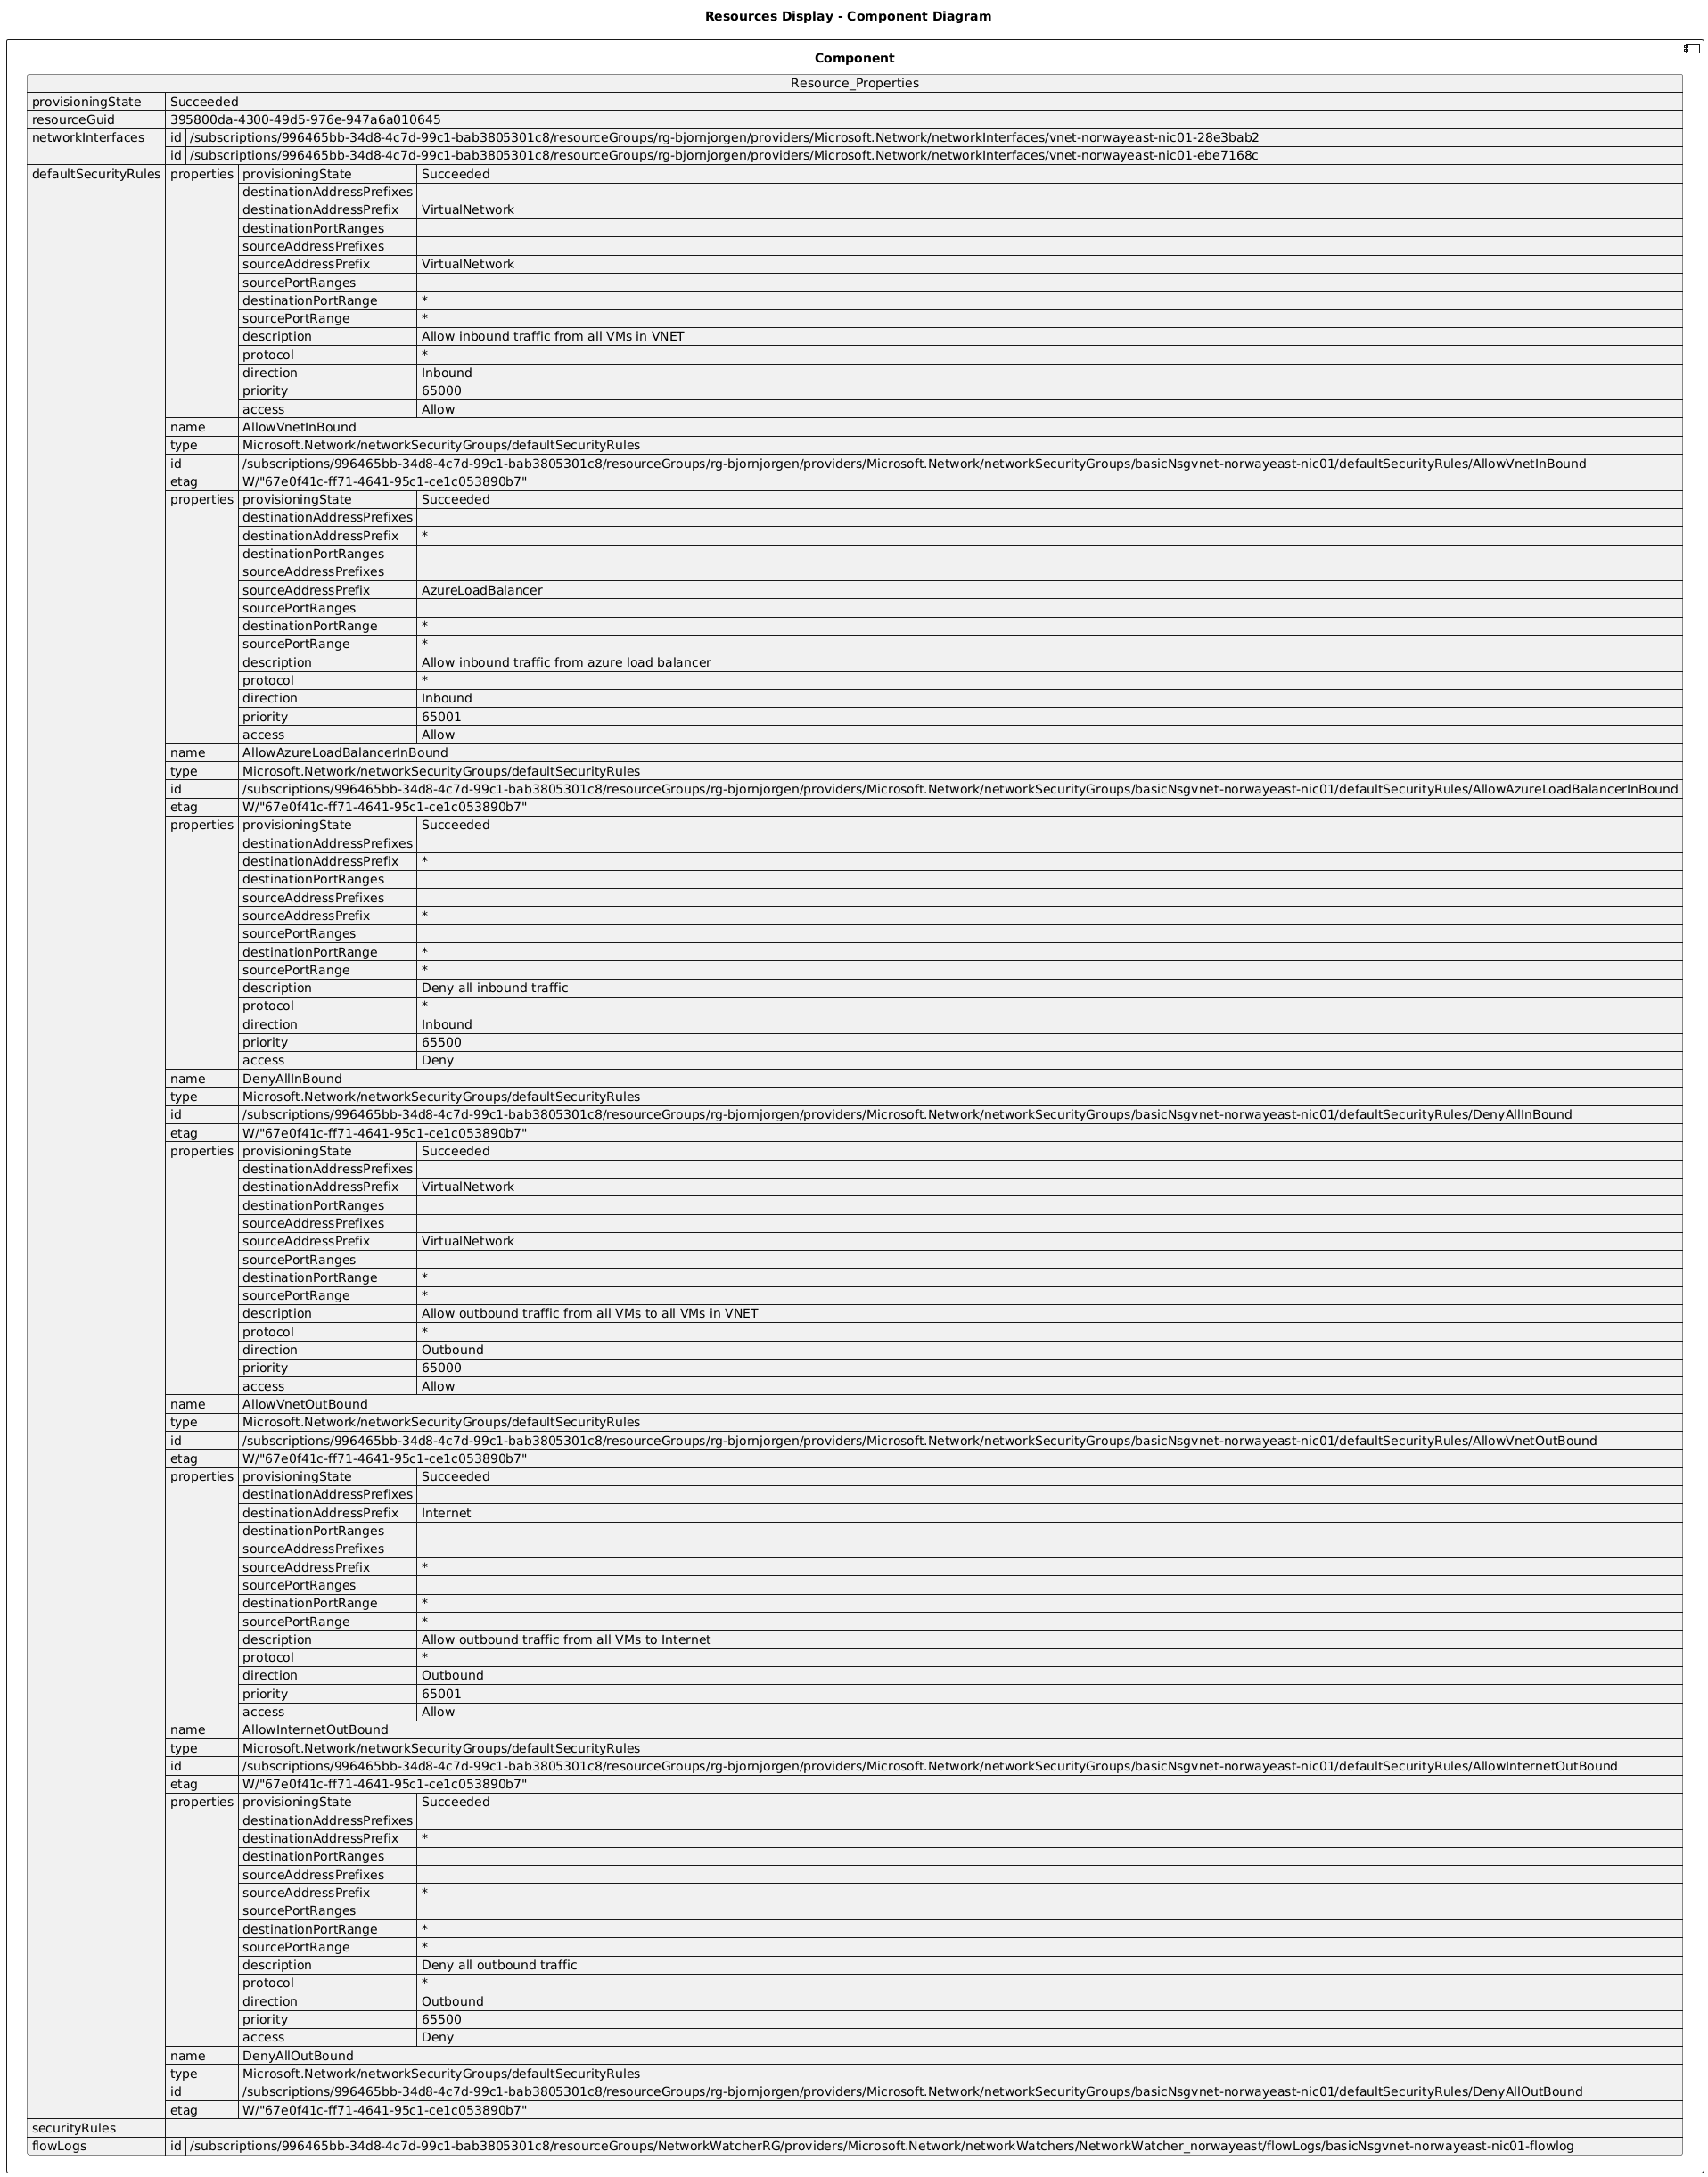 Resources Display - Component Diagram
Component
Resource_Properties
provisioningState Succeeded
resourceGuid 395800da-4300-49d5-976e-947a6a010645
networkInterfaces id /subscriptions/996465bb-34d8-4c7d-99c1-bab3805301c8/resourceGroups/rg-bjornjorgen/providers/Microsoft.Network/networkInterfaces/vnet-norwayeast-nic01-28e3bab2
id /subscriptions/996465bb-34d8-4c7d-99c1-bab3805301c8/resourceGroups/rg-bjornjorgen/providers/Microsoft.Network/networkInterfaces/vnet-norwayeast-nic01-ebe7168c
defaultSecurityRules properties provisioningState Succeeded
destinationAddressPrefixes
destinationAddressPrefix VirtualNetwork
destinationPortRanges
sourceAddressPrefixes
sourceAddressPrefix VirtualNetwork
sourcePortRanges
destinationPortRange *
sourcePortRange *
description Allow inbound traffic from all VMs in VNET
protocol *
direction Inbound
priority 65000
access Allow
name AllowVnetInBound
type Microsoft.Network/networkSecurityGroups/defaultSecurityRules
id /subscriptions/996465bb-34d8-4c7d-99c1-bab3805301c8/resourceGroups/rg-bjornjorgen/providers/Microsoft.Network/networkSecurityGroups/basicNsgvnet-norwayeast-nic01/defaultSecurityRules/AllowVnetInBound
etag W/"67e0f41c-ff71-4641-95c1-ce1c053890b7"
properties provisioningState Succeeded
destinationAddressPrefixes
destinationAddressPrefix *
destinationPortRanges
sourceAddressPrefixes
sourceAddressPrefix AzureLoadBalancer
sourcePortRanges
destinationPortRange *
sourcePortRange *
description Allow inbound traffic from azure load balancer
protocol *
direction Inbound
priority 65001
access Allow
name AllowAzureLoadBalancerInBound
type Microsoft.Network/networkSecurityGroups/defaultSecurityRules
id /subscriptions/996465bb-34d8-4c7d-99c1-bab3805301c8/resourceGroups/rg-bjornjorgen/providers/Microsoft.Network/networkSecurityGroups/basicNsgvnet-norwayeast-nic01/defaultSecurityRules/AllowAzureLoadBalancerInBound
etag W/"67e0f41c-ff71-4641-95c1-ce1c053890b7"
properties provisioningState Succeeded
destinationAddressPrefixes
destinationAddressPrefix *
destinationPortRanges
sourceAddressPrefixes
sourceAddressPrefix *
sourcePortRanges
destinationPortRange *
sourcePortRange *
description Deny all inbound traffic
protocol *
direction Inbound
priority 65500
access Deny
name DenyAllInBound
type Microsoft.Network/networkSecurityGroups/defaultSecurityRules
id /subscriptions/996465bb-34d8-4c7d-99c1-bab3805301c8/resourceGroups/rg-bjornjorgen/providers/Microsoft.Network/networkSecurityGroups/basicNsgvnet-norwayeast-nic01/defaultSecurityRules/DenyAllInBound
etag W/"67e0f41c-ff71-4641-95c1-ce1c053890b7"
properties provisioningState Succeeded
destinationAddressPrefixes
destinationAddressPrefix VirtualNetwork
destinationPortRanges
sourceAddressPrefixes
sourceAddressPrefix VirtualNetwork
sourcePortRanges
destinationPortRange *
sourcePortRange *
description Allow outbound traffic from all VMs to all VMs in VNET
protocol *
direction Outbound
priority 65000
access Allow
name AllowVnetOutBound
type Microsoft.Network/networkSecurityGroups/defaultSecurityRules
id /subscriptions/996465bb-34d8-4c7d-99c1-bab3805301c8/resourceGroups/rg-bjornjorgen/providers/Microsoft.Network/networkSecurityGroups/basicNsgvnet-norwayeast-nic01/defaultSecurityRules/AllowVnetOutBound
etag W/"67e0f41c-ff71-4641-95c1-ce1c053890b7"
properties provisioningState Succeeded
destinationAddressPrefixes
destinationAddressPrefix Internet
destinationPortRanges
sourceAddressPrefixes
sourceAddressPrefix *
sourcePortRanges
destinationPortRange *
sourcePortRange *
description Allow outbound traffic from all VMs to Internet
protocol *
direction Outbound
priority 65001
access Allow
name AllowInternetOutBound
type Microsoft.Network/networkSecurityGroups/defaultSecurityRules
id /subscriptions/996465bb-34d8-4c7d-99c1-bab3805301c8/resourceGroups/rg-bjornjorgen/providers/Microsoft.Network/networkSecurityGroups/basicNsgvnet-norwayeast-nic01/defaultSecurityRules/AllowInternetOutBound
etag W/"67e0f41c-ff71-4641-95c1-ce1c053890b7"
properties provisioningState Succeeded
destinationAddressPrefixes
destinationAddressPrefix *
destinationPortRanges
sourceAddressPrefixes
sourceAddressPrefix *
sourcePortRanges
destinationPortRange *
sourcePortRange *
description Deny all outbound traffic
protocol *
direction Outbound
priority 65500
access Deny
name DenyAllOutBound
type Microsoft.Network/networkSecurityGroups/defaultSecurityRules
id /subscriptions/996465bb-34d8-4c7d-99c1-bab3805301c8/resourceGroups/rg-bjornjorgen/providers/Microsoft.Network/networkSecurityGroups/basicNsgvnet-norwayeast-nic01/defaultSecurityRules/DenyAllOutBound
etag W/"67e0f41c-ff71-4641-95c1-ce1c053890b7"
securityRules
flowLogs id /subscriptions/996465bb-34d8-4c7d-99c1-bab3805301c8/resourceGroups/NetworkWatcherRG/providers/Microsoft.Network/networkWatchers/NetworkWatcher_norwayeast/flowLogs/basicNsgvnet-norwayeast-nic01-flowlog